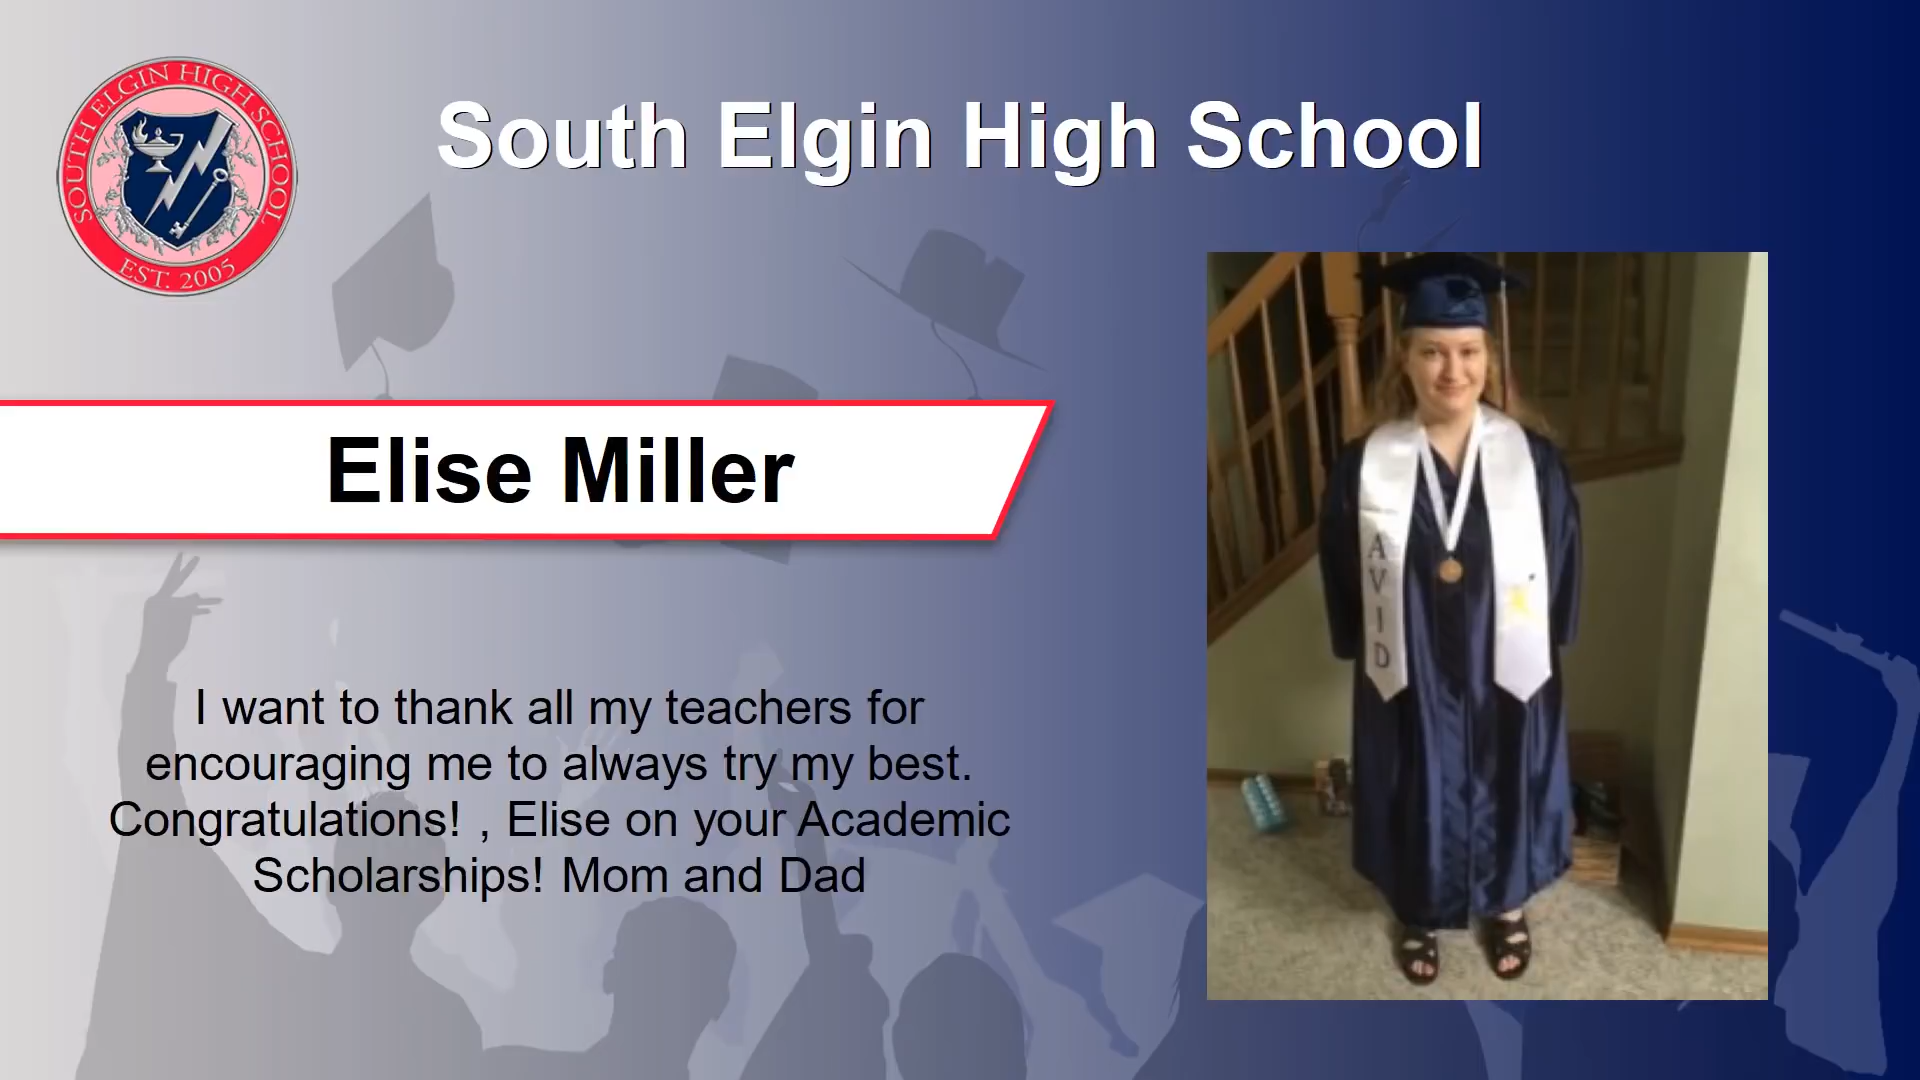 SOUTH ELGIN HIGH SCHOOL
EST. 2005
South Elgin High School
Elise Miller
I want to thank all my teachers for
encouraging me to always try my best.
Congratulations! , Elise on your Academic
Scholarships! Mom and Dad
AVID